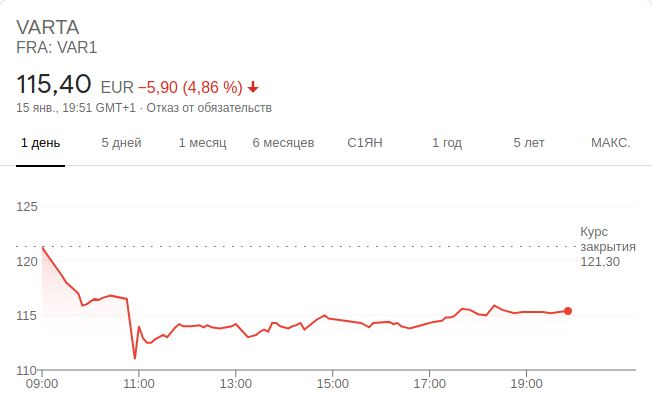 VARTA
FRA: VAR1
115,40 EUR −5,90 (4,86 %)
15 янв., 19:51 GMT+1 · Отказ от обязательств
1 день 5 дней 1 месяц 6 месяцев С1ЯН 1 год 5 лет МАКС.
125
Курс
закрытия
121,30
120
115
110
09:00 11:00 13:00 15:00 17:00 19:00